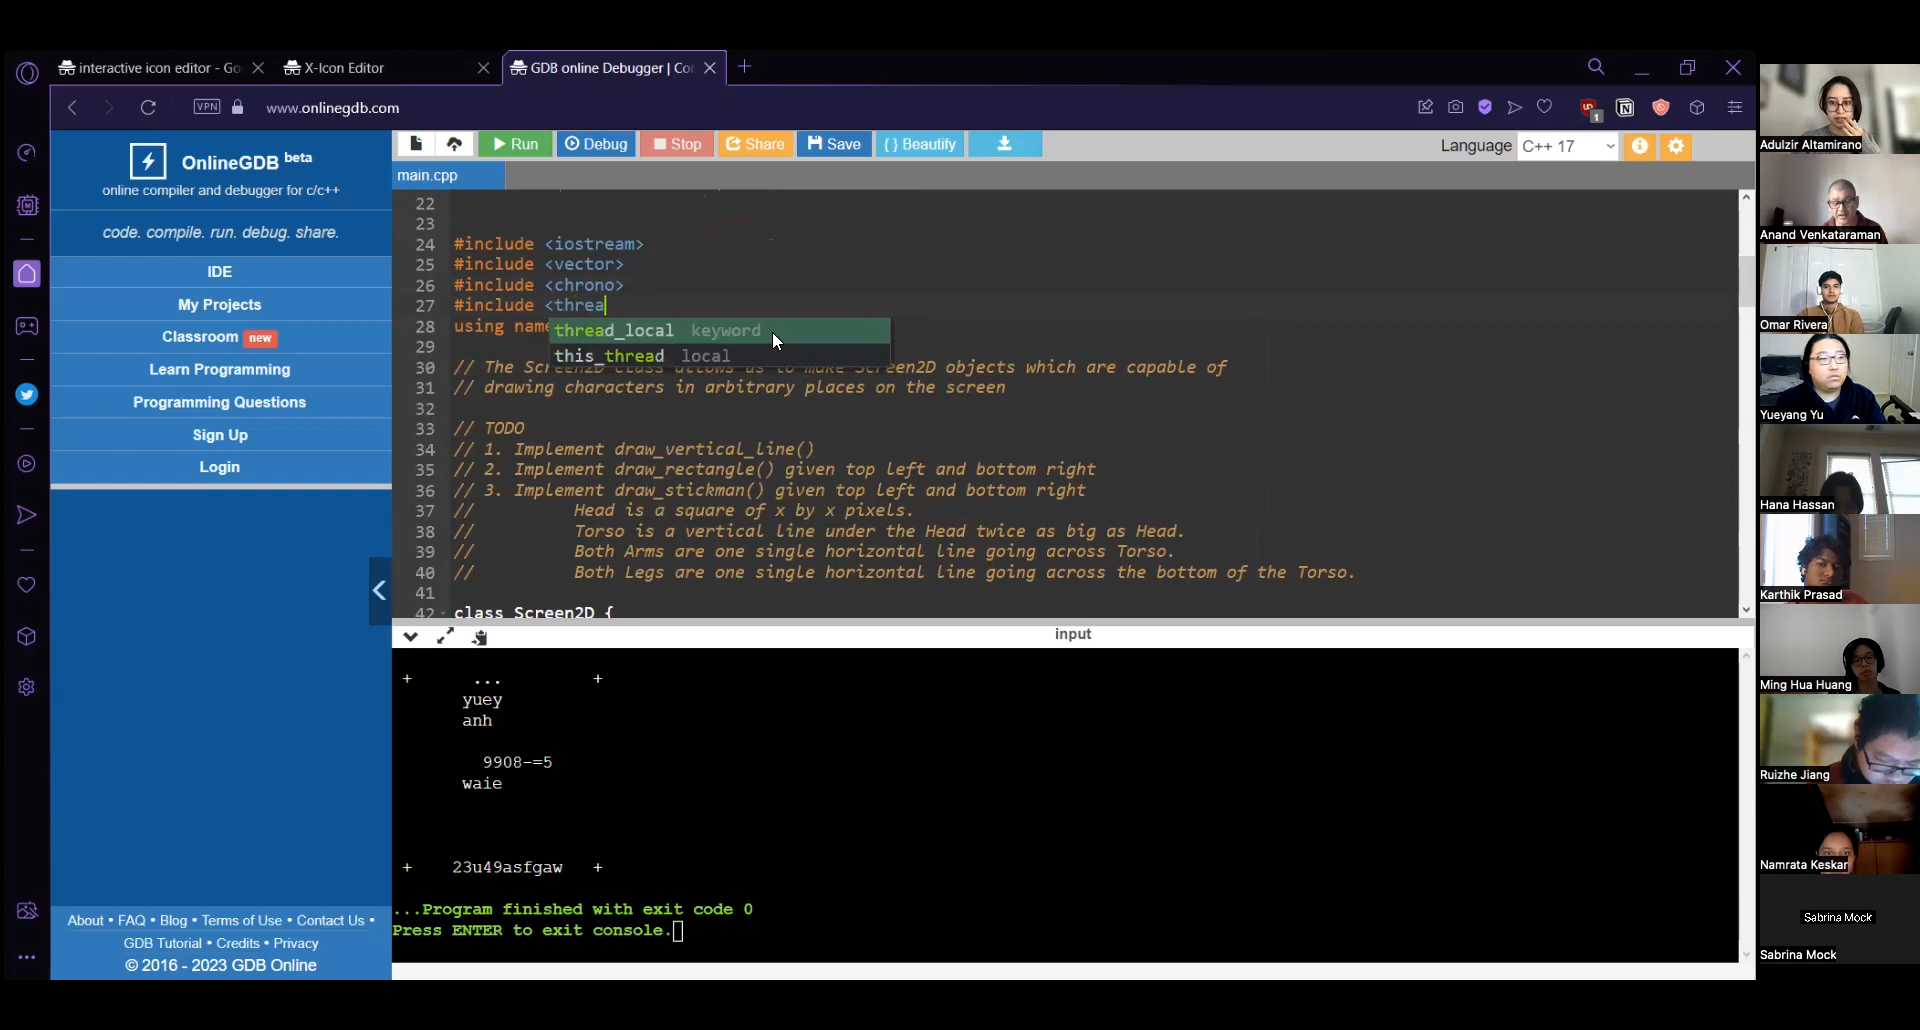 interactive icon editor - Go
X-Icon Editor
GDB online Debugger | Co
VPN
www.onlinegdb.com
1
OnlineGDB beta
online compiler and debugger for c/c++
code. compile. run. debug. share.
IDE
My Projects
Classroom new
Learn Programming
Programming Questions
Sign Up
Login
About • FAQ • Blog • Terms of Use • Contact Us •
GDB Tutorial • Credits • Privacy
© 2016 - 2023 GDB Online
Run
Debug
Stop
Share
Save
{ } Beautify
Language C++ 17
main.cpp
22
23
24 #include <iostream>
25 #include <vector>
26 #include <chrono>
27 #include <threa
28 using name
thread_local keyword
this_thread local
29
30 // The Screen2D class allows us to make Screen2D objects which are capable of
31 // drawing characters in arbitrary places on the screen
32
33 // TODO
34 // 1. Implement draw_vertical_line()
35 // 2. Implement draw_rectangle() given top left and bottom right
36 // 3. Implement draw_stickman() given top left and bottom right
37 // Head is a square of x by x pixels.
38 // Torso is a vertical line under the Head twice as big as Head.
39 // Both Arms are one single horizontal line going across Torso.
40 // Both Legs are one single horizontal line going across the bottom of the Torso.
41
42 class Screen2D {
input
+ ... +
yuey
anh
9908-=5
waie
+ 23u49asfgaw +
...Program finished with exit code 0
Press ENTER to exit console.
Adulzir Altamirano
Anand Venkataraman
Omar Rivera
Yueyang Yu
Hana Hassan
Karthik Prasad
Ming Hua Huang
Ruizhe Jiang
Namrata Keskar
Sabrina Mock
Sabrina Mock